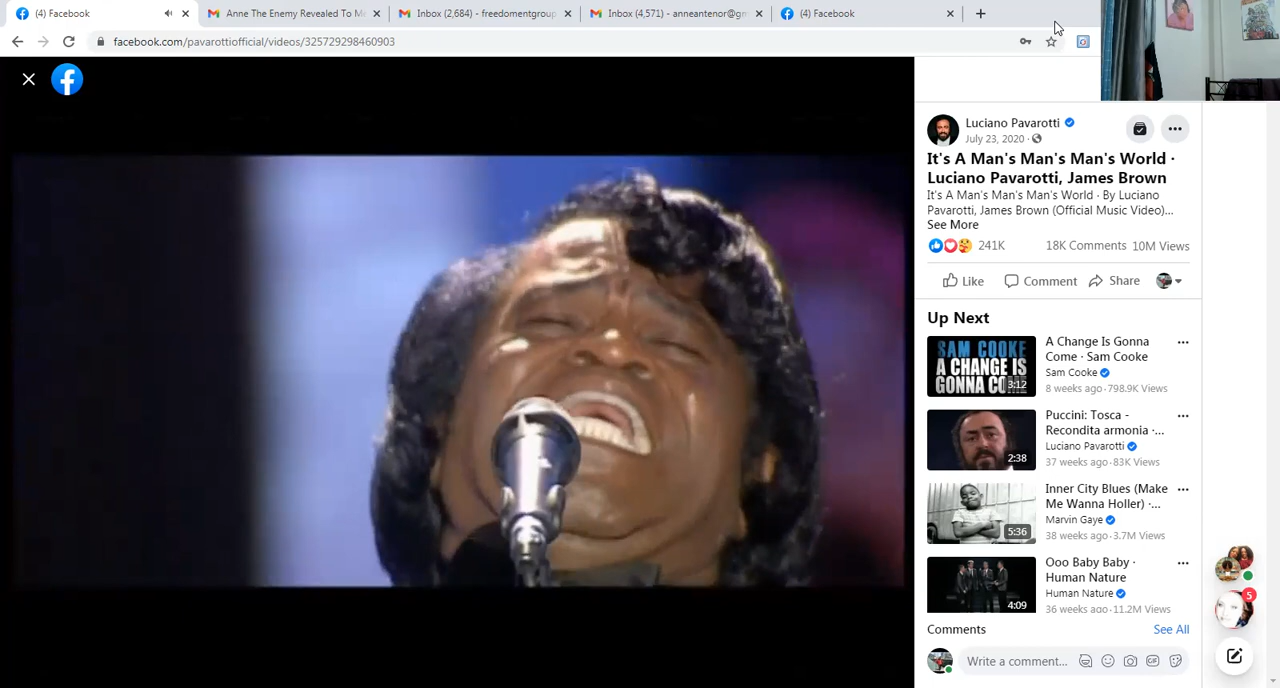 (4) Facebook
Anne The Enemy Revealed To Me
Inbox (2,684) - freedomentgroup
Inbox (4,571) - anneantenor@gm
(4) Facebook
facebook.com/pavarottiofficial/videos/325729298460903
Luciano Pavarotti
July 23, 2020 ·
It's A Man's Man's Man's World ·
Luciano Pavarotti, James Brown
It's A Man's Man's Man's World · By Luciano
Pavarotti, James Brown (Official Music Video)...
See More
241K 18K Comments 10M Views
Like Comment Share
Up Next
SAM COOKE
A CHANGE IS
GONNA CO
3:12
A Change Is Gonna
Come · Sam Cooke
Sam Cooke
8 weeks ago · 798.9K Views
2:38
Puccini: Tosca -
Recondita armonia ·...
Luciano Pavarotti
37 weeks ago · 83K Views
5:36
Inner City Blues (Make
Me Wanna Holler) ·...
Marvin Gaye
38 weeks ago · 3.7M Views
4:09
Ooo Baby Baby ·
Human Nature
Human Nature
36 weeks ago · 11.2M Views
5
Comments See All
Write a comment...
GIF